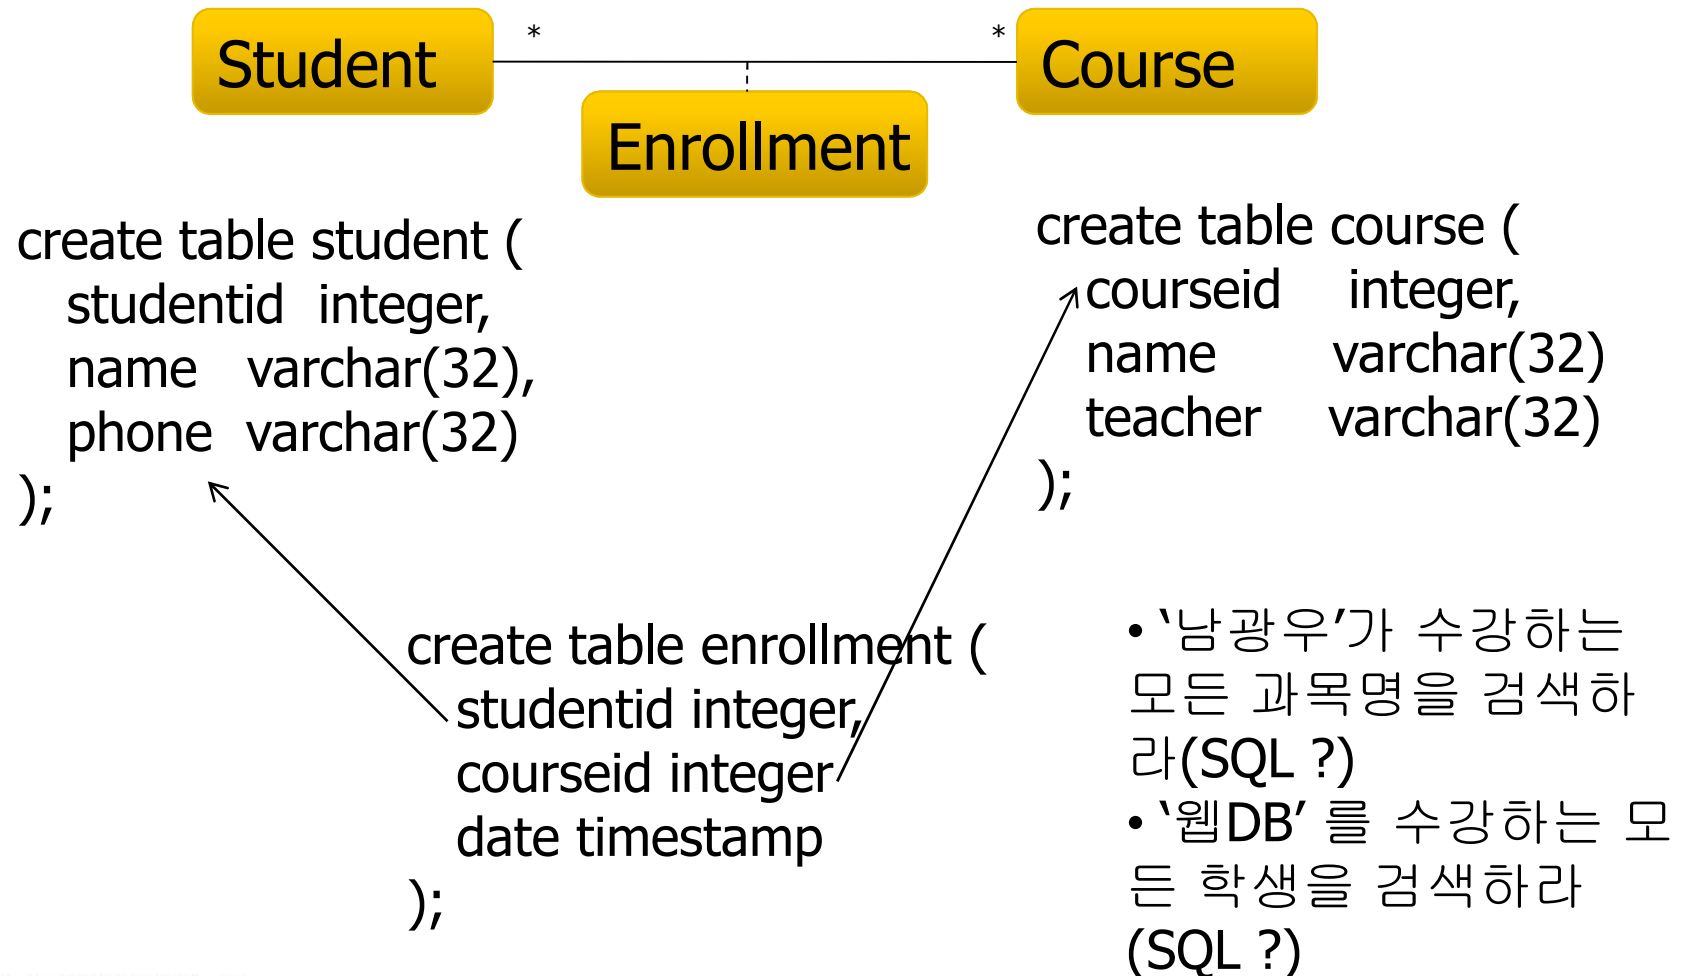 Student
*
*
Course
Enrollment
create table student (
studentid integer,
name varchar(32),
phone varchar(32)
);
create table course (
courseid integer,
name varchar(32)
teacher varchar(32)
);
create table enrollment (
studentid integer,
courseid integer
date timestamp
);
• ‘남광우’가 수강하는
모든 과목명을 검색하
라(SQL ?)
• ‘웹DB’ 를 수강하는 모
든 학생을 검색하라
(SQL ?)